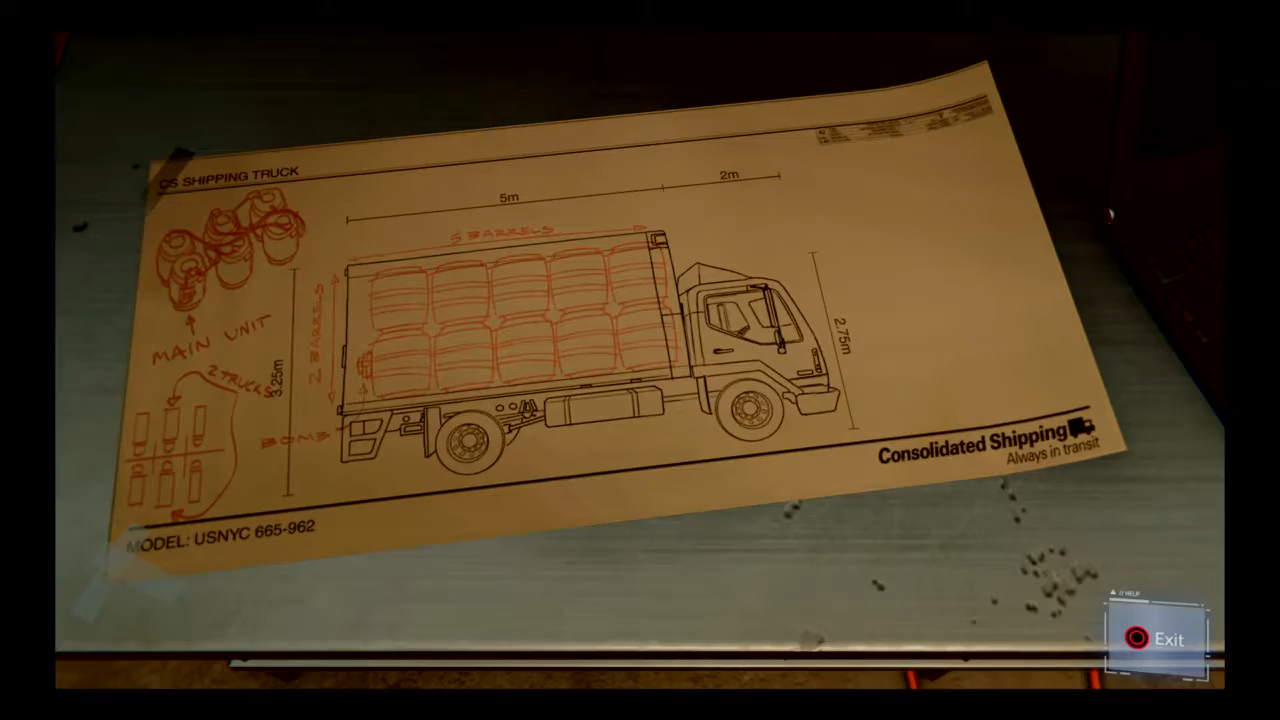 CS SHIPPING TRUCK
5m
2m
5 BARRELS
2 BARRELS
MAIN UNIT
2 TRUCKS
3.25m
2.75m
BOMB
Consolidated Shipping
Always in transit
MODEL: USNYC 665-962
// HELP
Exit